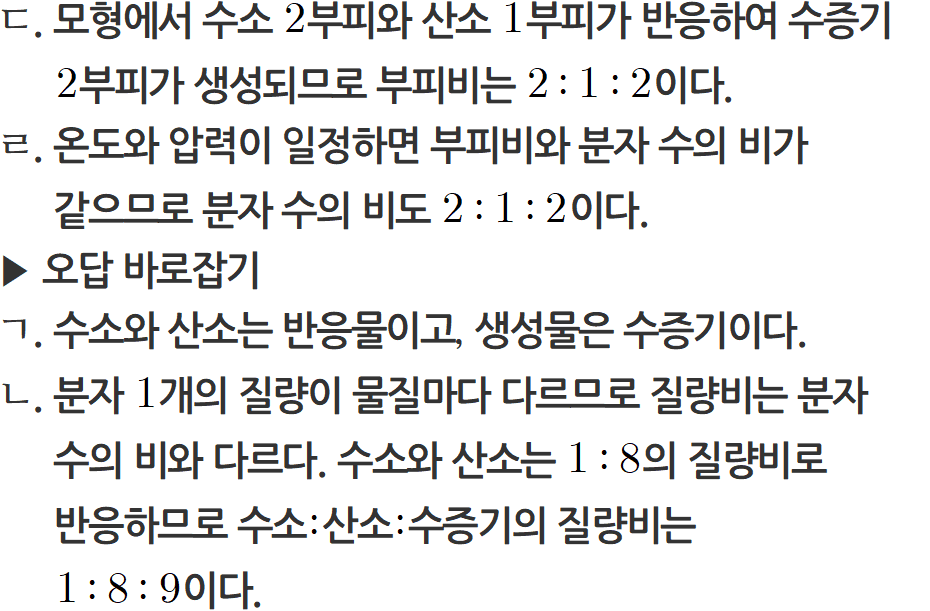 ㄷ. 모형에서 수소 2부피와 산소 1부피가 반응하여 수증기
2부피가 생성되므로 부피비는 2 : 1 : 2이다.
ㄹ. 온도와 압력이 일정하면 부피비와 분자 수의 비가
같으므로 분자 수의 비도 2 : 1 : 2이다.
▶ 오답 바로잡기
ㄱ. 수소와 산소는 반응물이고, 생성물은 수증기이다.
ㄴ. 분자 1개의 질량이 물질마다 다르므로 질량비는 분자
수의 비와 다르다. 수소와 산소는 1 : 8의 질량비로
반응하므로 수소:산소:수증기의 질량비는
1 : 8 : 9이다.